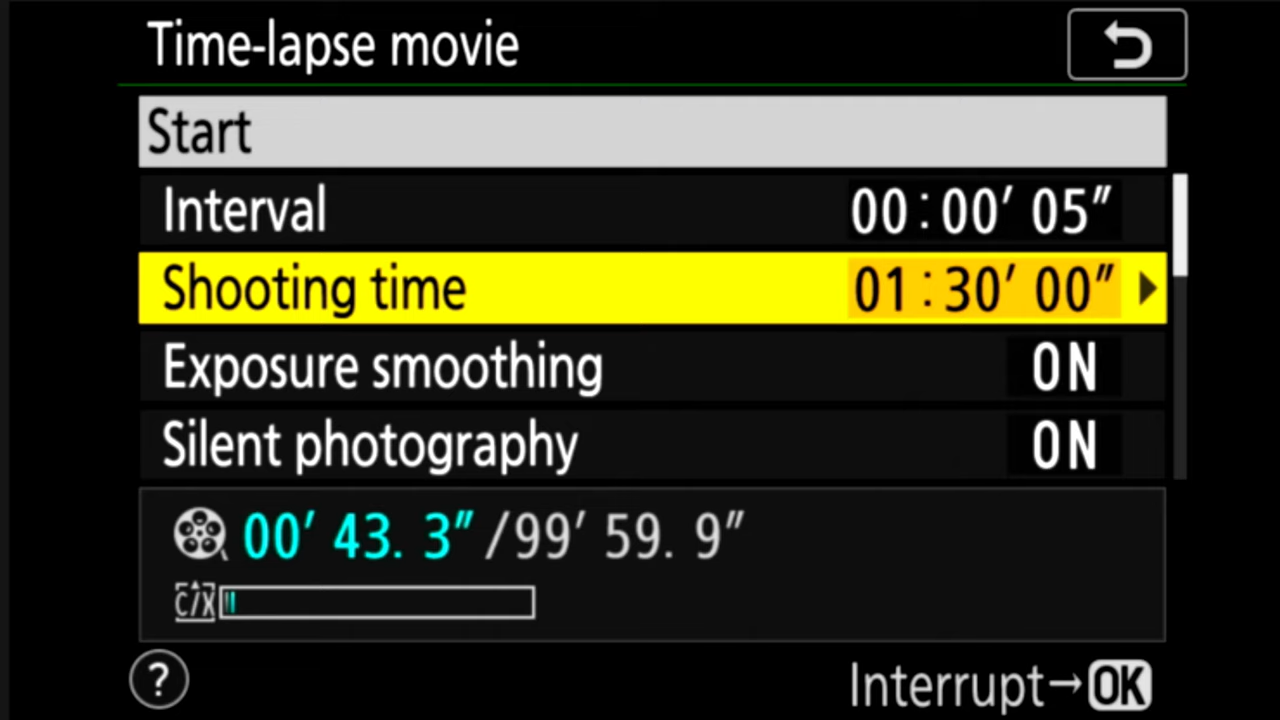 Time-lapse movie
Start
Interval 00:00′ 05″
Shooting time 01:30′ 00″
Exposure smoothing ON
Silent photography ON
00′ 43. 3″ /99′ 59. 9″
C/X
? Interrupt→OK